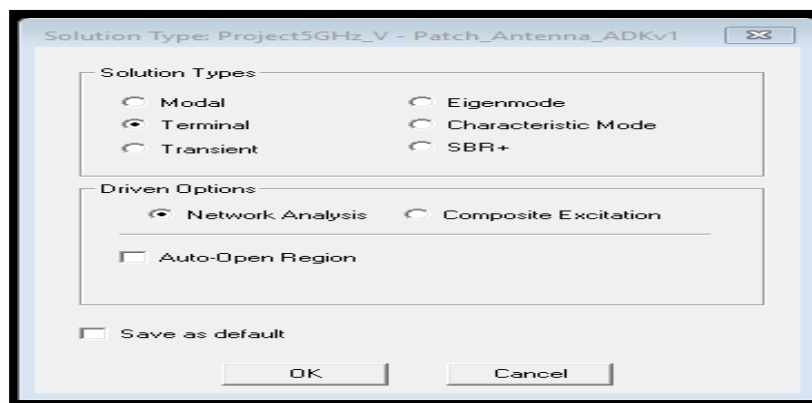 Solution Type: Project5GHz_V - Patch_Antenna_ADKv1
Solution Types
Modal
Eigenmode
Terminal
Characteristic Mode
Transient
SBR+
Driven Options
Network Analysis
Composite Excitation
Auto-Open Region
Save as default
OK
Cancel